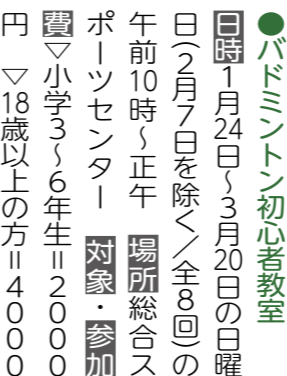 ●バドミントン初心者教室
日時1月24日～3月20日の日曜
日(2月7日を除く／全8回)の
午前10時～正午 場所総合ス
ポーツセンター 対象・参加
費▽小学3～6年生＝2000
円 ▽18歳以上の方＝4000